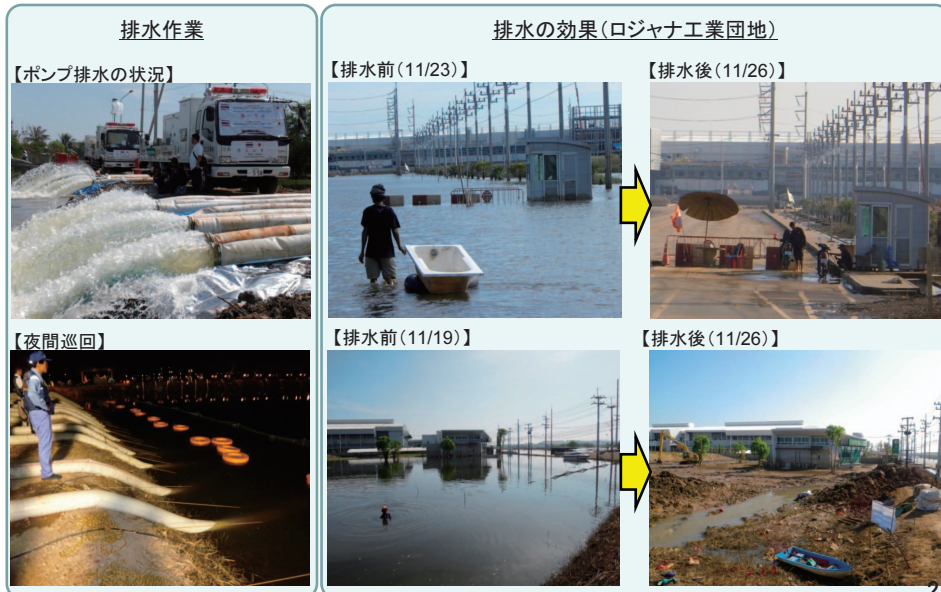 排水作業
【ポンプ排水の状況】
【夜間巡回】
排水の効果(ロジャナ工業団地)
【排水前(11/23)】
【排水後(11/26)】
【排水前(11/19)】
【排水後(11/26)】
2